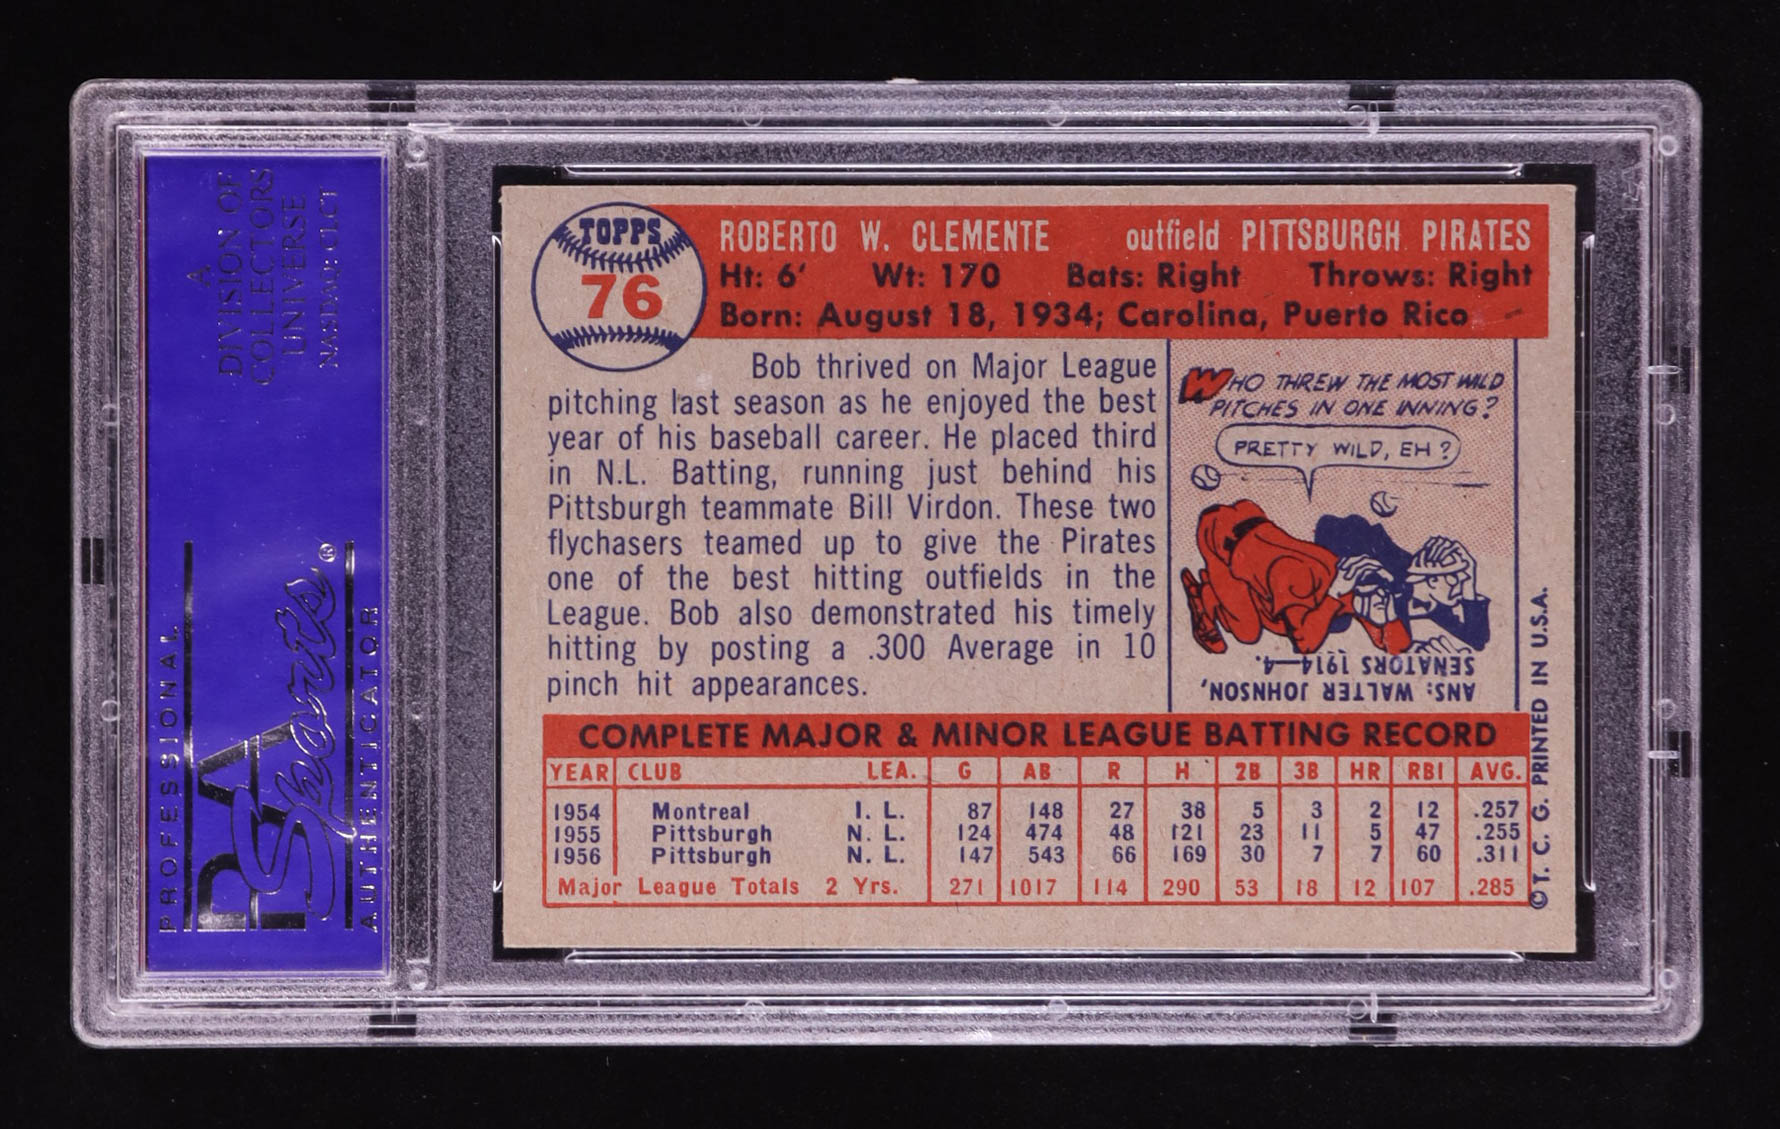 A
DIVISION OF
COLLECTORS
UNIVERSE
NASDAQ: CLCT
PROFESSIONAL
PSA
Sports®
AUTHENTICATOR
TOPPS
76
ROBERTO W. CLEMENTE outfield PITTSBURGH PIRATES
Ht: 6' Wt: 170 Bats: Right Throws: Right
Born: August 18, 1934; Carolina, Puerto Rico
Bob thrived on Major League
pitching last season as he enjoyed the best
year of his baseball career. He placed third
in N.L. Batting, running just behind his
Pittsburgh teammate Bill Virdon. These two
flychasers teamed up to give the Pirates
one of the best hitting outfields in the
League. Bob also demonstrated his timely
hitting by posting a .300 Average in 10
pinch hit appearances.
WHO THREW THE MOST WILD
PITCHES IN ONE INNING?
PRETTY WILD, EH?
ANS: WALTER JOHNSON,
SENATORS 1914—4.
COMPLETE MAJOR & MINOR LEAGUE BATTING RECORD
YEAR CLUB LEA. G AB R H 2B 3B HR RBI AVG.
1954 Montreal I. L. 87 148 27 38 5 3 2 12 .257
1955 Pittsburgh N. L. 124 474 48 121 23 11 5 47 .255
1956 Pittsburgh N. L. 147 543 66 169 30 7 7 60 .311
Major League Totals 2 Yrs. 271 1017 114 290 53 18 12 107 .285
© T. C. G. PRINTED IN U.S.A.